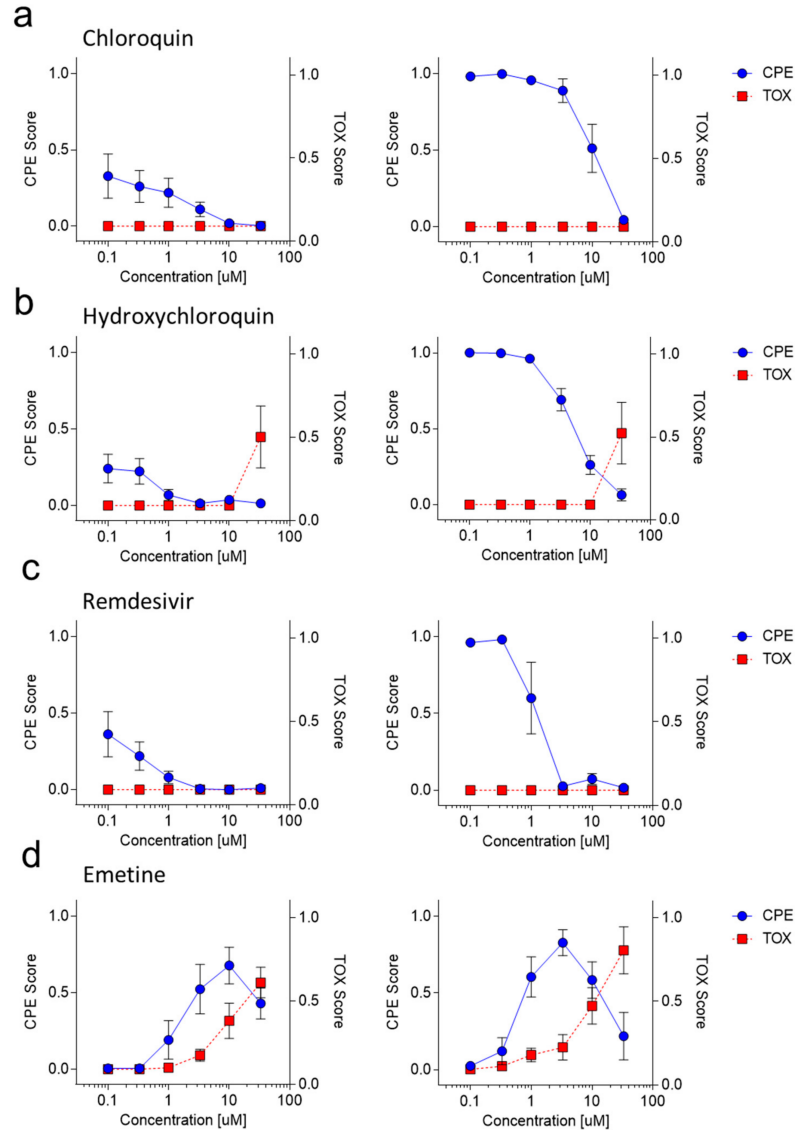 a
Chloroquin
1.0
0.5
0.0
CPE Score
1.0
0.5
0.0
TOX Score
0.1 1 10 100
Concentration [uM]
1.0
0.5
0.0
CPE Score
1.0
0.5
0.0
TOX Score
0.1 1 10 100
Concentration [uM]
CPE
TOX
b
Hydroxychloroquin
1.0
0.5
0.0
CPE Score
1.0
0.5
0.0
TOX Score
0.1 1 10 100
Concentration [uM]
1.0
0.5
0.0
CPE Score
1.0
0.5
0.0
TOX Score
0.1 1 10 100
Concentration [uM]
CPE
TOX
c
Remdesivir
1.0
0.5
0.0
CPE Score
1.0
0.5
0.0
TOX Score
0.1 1 10 100
Concentration [uM]
1.0
0.5
0.0
CPE Score
1.0
0.5
0.0
TOX Score
0.1 1 10 100
Concentration [uM]
CPE
TOX
d
Emetine
1.0
0.5
0.0
CPE Score
1.0
0.5
0.0
TOX Score
0.1 1 10 100
Concentration [uM]
1.0
0.5
0.0
CPE Score
1.0
0.5
0.0
TOX Score
0.1 1 10 100
Concentration [uM]
CPE
TOX